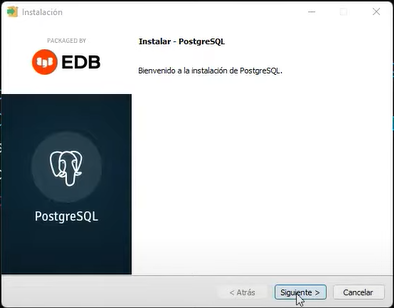 Instalación
PACKAGED BY
EDB
Instalar - PostgreSQL
Bienvenido a la instalación de PostgreSQL.
PostgreSQL
< Atrás
Siguiente >
Cancelar